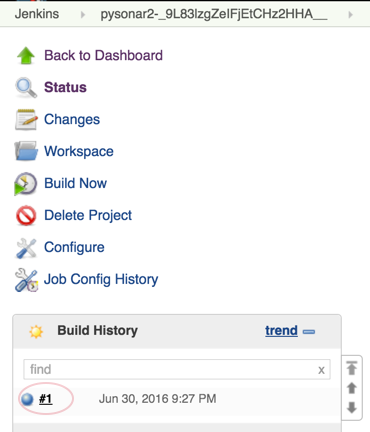 Jenkins pysonar2-_9L83lzgZelFjEtCHz2HHA__
Back to Dashboard
Status
Changes
Workspace
Build Now
Delete Project
Configure
Job Config History
Build History trend
find x
#1 Jun 30, 2016 9:27 PM